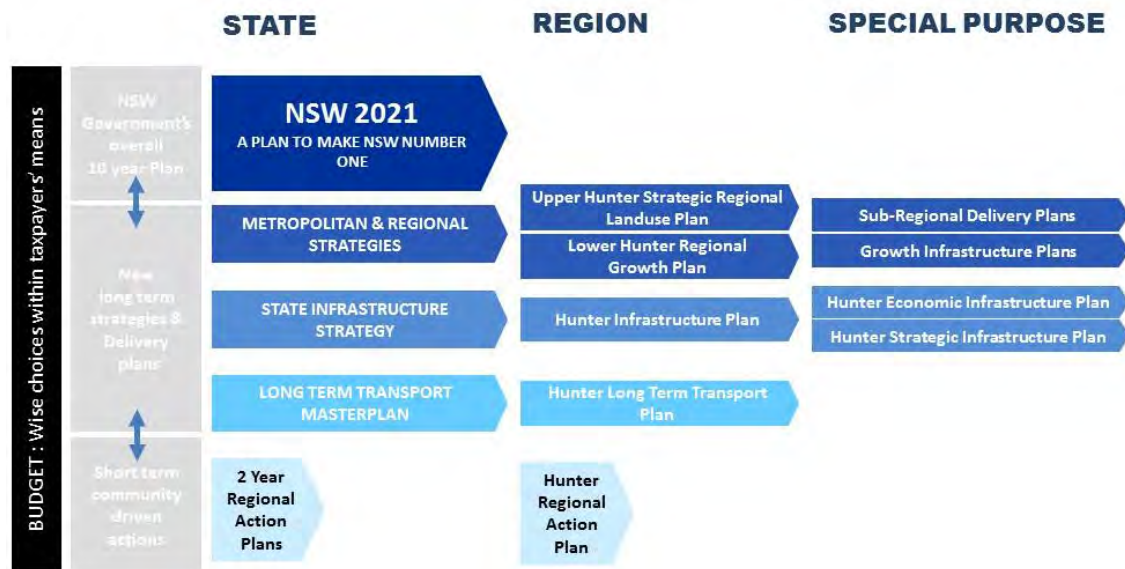 STATE
REGION
SPECIAL PURPOSE
BUDGET : Wise choices within taxpayers' means
NSW
Government's
overall
10 year Plan
NSW 2021
A PLAN TO MAKE NSW NUMBER
ONE
New
long term
strategies &
Delivery
plans
METROPOLITAN & REGIONAL
STRATEGIES
Upper Hunter Strategic Regional
Landuse Plan
Lower Hunter Regional
Growth Plan
Sub-Regional Delivery Plans
Growth Infrastructure Plans
STATE INFRASTRUCTURE
STRATEGY
Hunter Infrastructure Plan
Hunter Economic Infrastructure Plan
Hunter Strategic Infrastructure Plan
LONG TERM TRANSPORT
MASTERPLAN
Hunter Long Term Transport
Plan
Short term
community
driven
actions
2 Year
Regional
Action
Plans
Hunter
Regional
Action
Plan